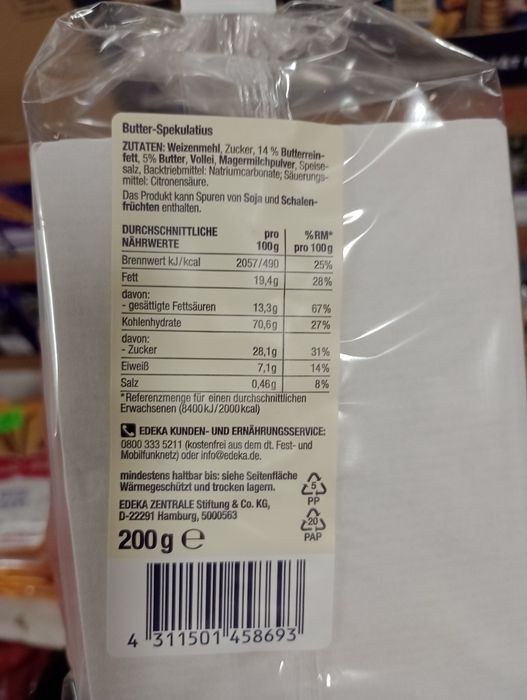 Butter-Spekulatius
ZUTATEN: Weizenmehl, Zucker, 14 % Butterrein-
fett, 5% Butter, Vollei, Magermilchpulver, Speise-
salz, Backtriebmittel: Natriumcarbonate; Säuerungs-
mittel: Citronensäure.
Das Produkt kann Spuren von Soja und Schalen-
früchten enthalten.
DURCHSCHNITTLICHE pro %RM*
NÄHRWERTE 100g pro 100g
Brennwert kJ/kcal 2057/490 25%
Fett 19,4g 28%
davon:
- gesättigte Fettsäuren 13,3g 67%
Kohlenhydrate 70,6g 27%
davon:
- Zucker 28,1g 31%
Eiweiß 7,1g 14%
Salz 0,46g 8%
*Referenzmenge für einen durchschnittlichen
Erwachsenen (8400kJ/2000kcal)
EDEKA KUNDEN- UND ERNÄHRUNGSSERVICE:
0800 333 5211 (kostenfrei aus dem dt. Fest- und
Mobilfunknetz) oder info@edeka.de.
mindestens haltbar bis: siehe Seitenfläche
Wärmegeschützt und trocken lagern.
EDEKA ZENTRALE Stiftung & Co. KG,
D-22291 Hamburg, 5000563
5
PP
20
PAP
200 g e
4 311501 458693